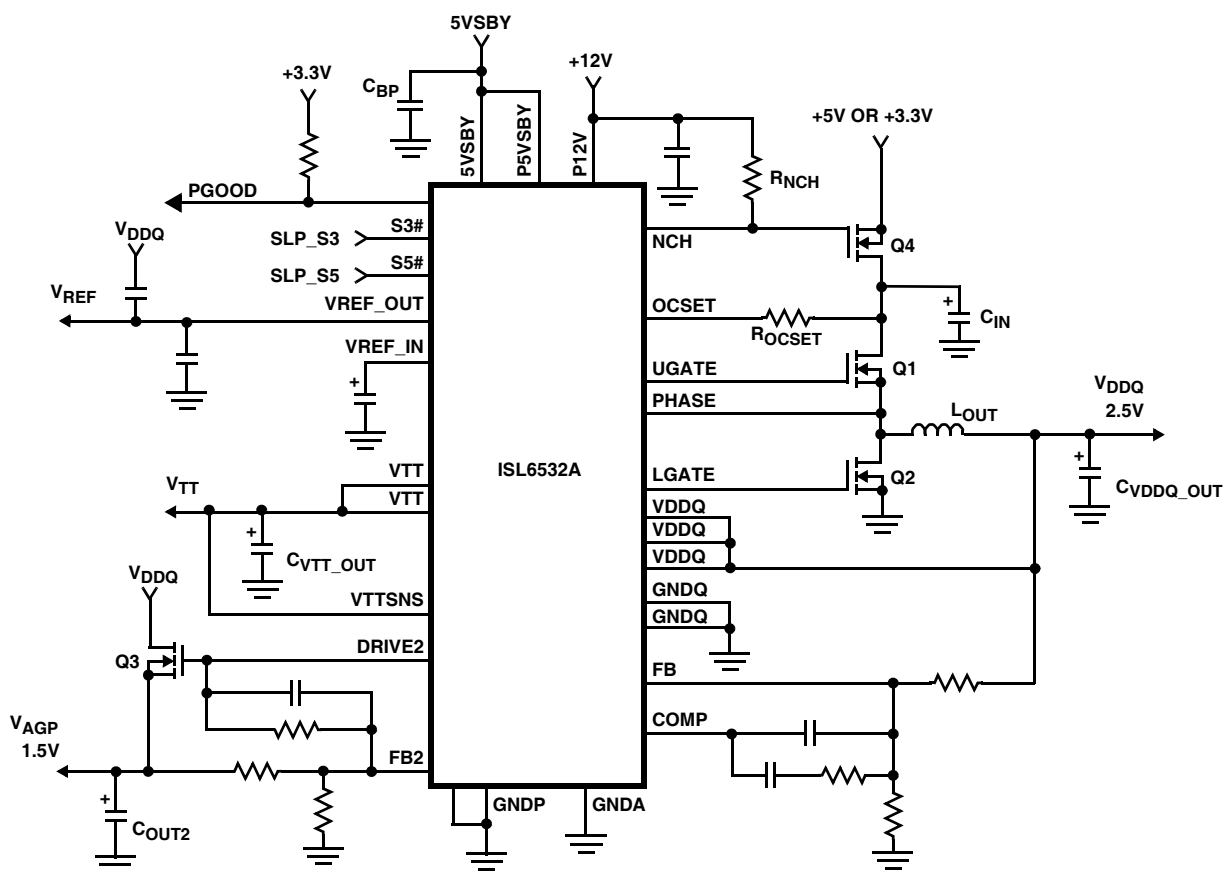 5VSBY
+12V
+3.3V
CBP
+5V OR +3.3V
5VSBY
P5VSBY
P12V
RNCH
PGOOD
VDDQ
SLP_S3
S3#
NCH
Q4
SLP_S5
S5#
VREF
VREF_OUT
OCSET
ROCSET
+
CIN
VREF_IN
+
UGATE
Q1
PHASE
LOUT
VDDQ
2.5V
VTT
VTT
VTT
ISL6532A
LGATE
Q2
+
CVDDQ_OUT
+
CVTT_OUT
VDDQ
VDDQ
VDDQ
VDDQ
VTTSNS
GNDQ
GNDQ
Q3
DRIVE2
FB
VAGP
1.5V
COMP
FB2
+
COUT2
GNDP
GNDA